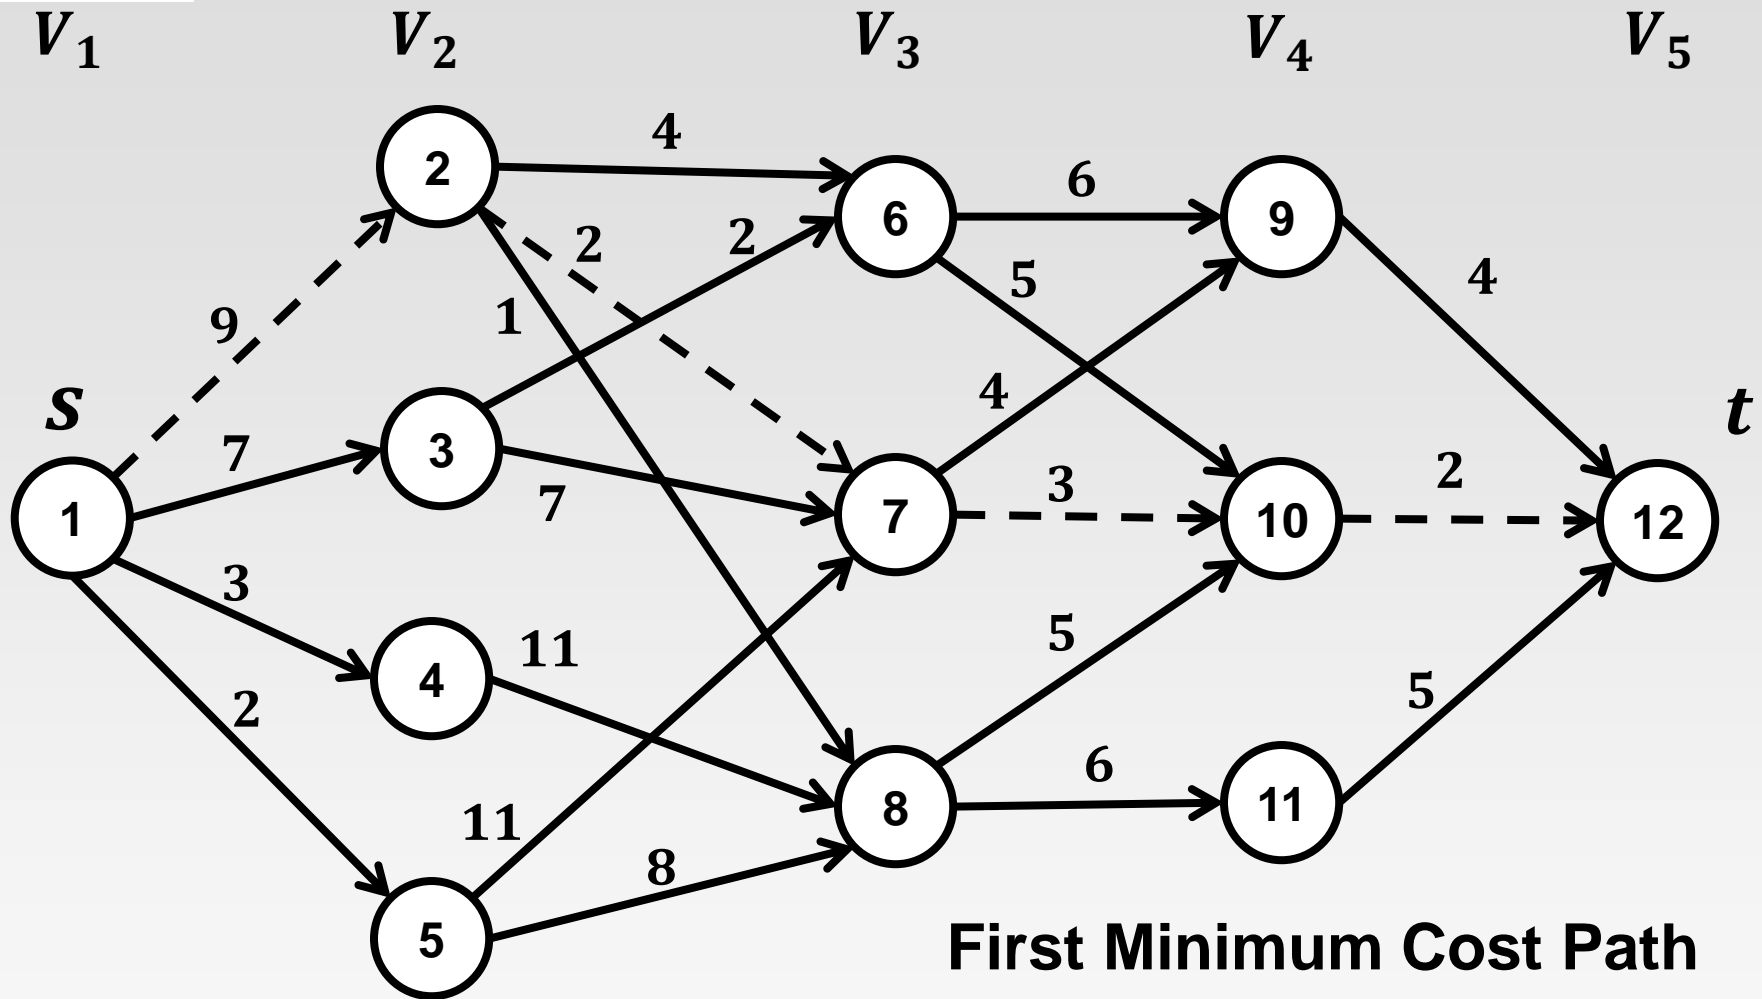 V1 V2 V3 V4 V5
2 4 6 6 9
2 2 5 4
9 1
s 7 3 4 3 2 t
1 7 7 10 12
3 4 11 5
2 6 5
11 8 8 11
5
First Minimum Cost Path